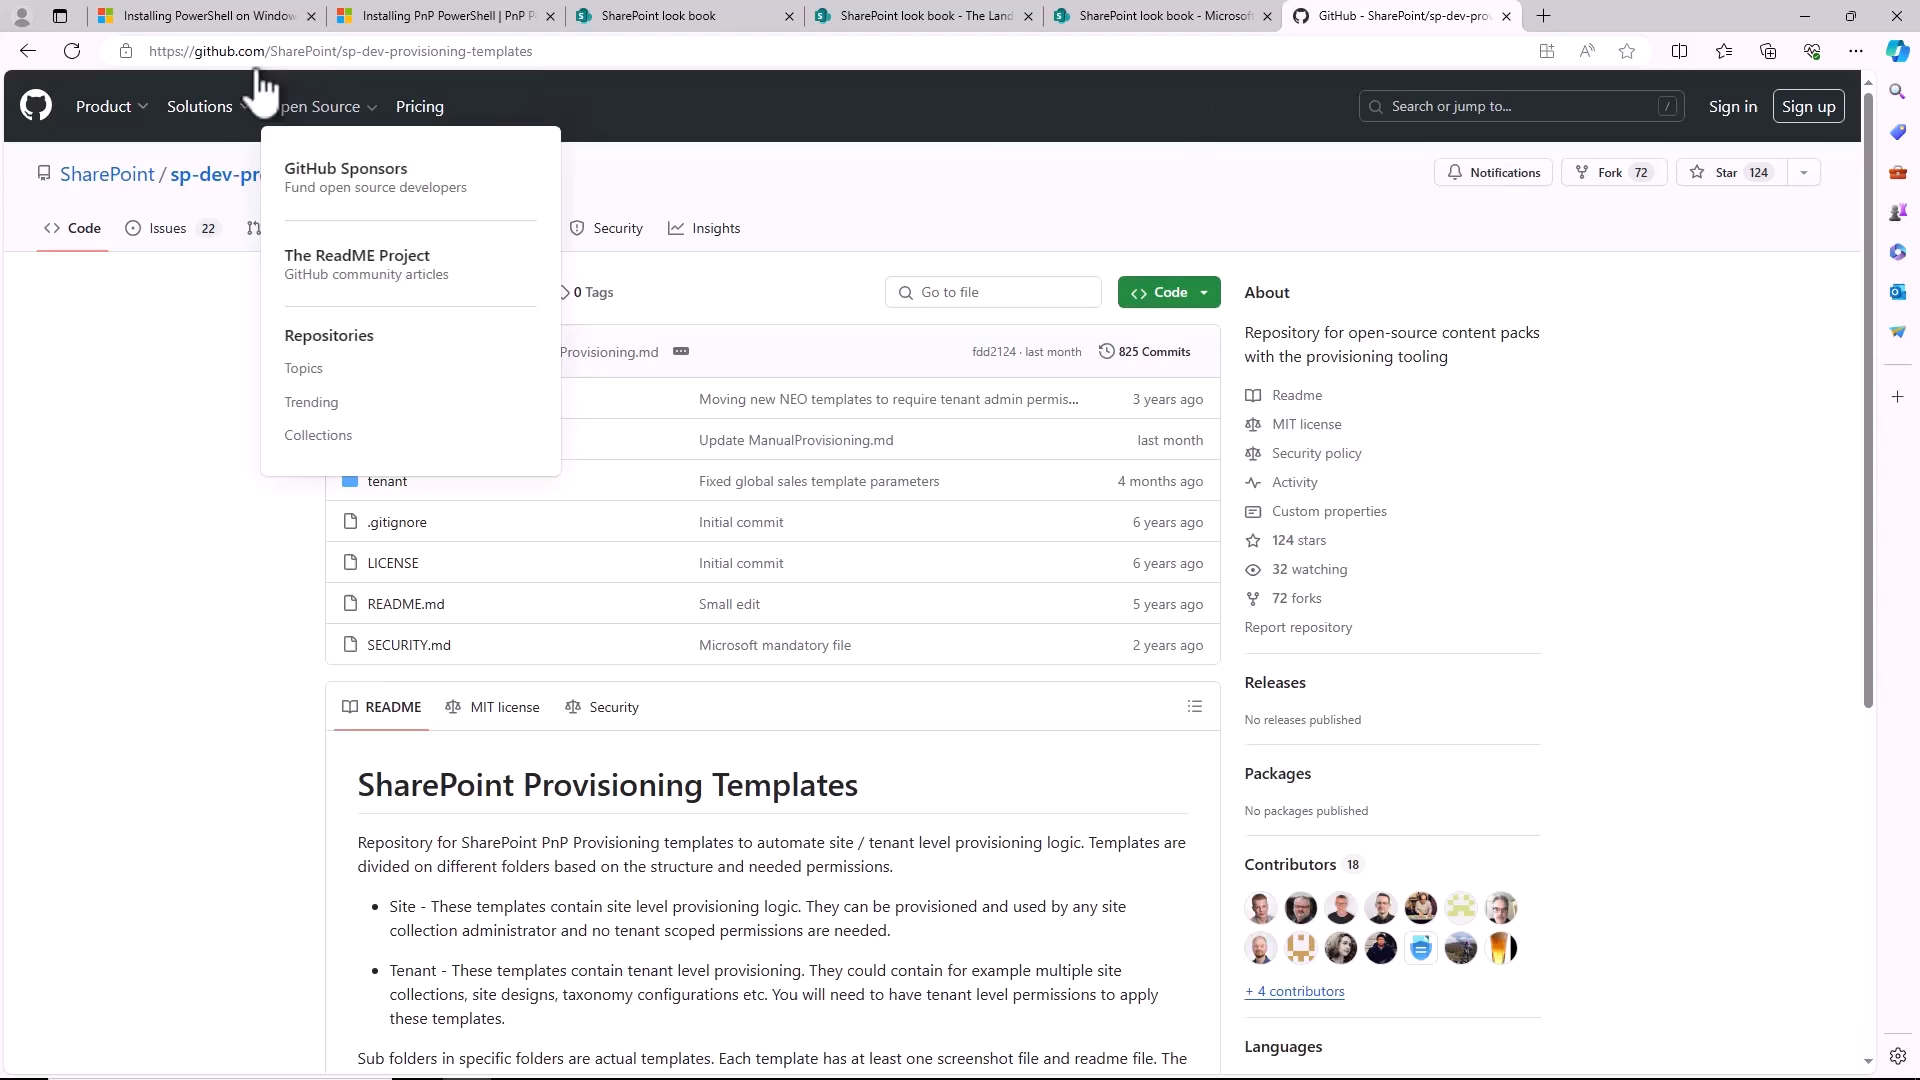 Installing PowerShell on Window
Installing PnP PowerShell | PnP P
SharePoint look book
SharePoint look book - The Land
SharePoint look book - Microsoft
GitHub - SharePoint/sp-dev-prov
https://github.com/SharePoint/sp-dev-provisioning-templates
Product
Solutions
pen Source
Pricing
Search or jump to...
/
Sign in
Sign up
SharePoint / sp-dev-pr
Notifications
Fork 72
Star 124
Code
Issues 22
Security
Insights
GitHub Sponsors
Fund open source developers
The ReadME Project
GitHub community articles
Repositories
Topics
Trending
Collections
0 Tags
Go to file
Code
Provisioning.md
fdd2124 · last month
825 Commits
Moving new NEO templates to require tenant admin permis...
3 years ago
Update ManualProvisioning.md
last month
tenant
Fixed global sales template parameters
4 months ago
.gitignore
Initial commit
6 years ago
LICENSE
Initial commit
6 years ago
README.md
Small edit
5 years ago
SECURITY.md
Microsoft mandatory file
2 years ago
README
MIT license
Security
SharePoint Provisioning Templates
Repository for SharePoint PnP Provisioning templates to automate site / tenant level provisioning logic. Templates are
divided on different folders based on the structure and needed permissions.
• Site - These templates contain site level provisioning logic. They can be provisioned and used by any site
collection administrator and no tenant scoped permissions are needed.
• Tenant - These templates contain tenant level provisioning. They could contain for example multiple site
collections, site designs, taxonomy configurations etc. You will need to have tenant level permissions to apply
these templates.
Sub folders in specific folders are actual templates. Each template has at least one screenshot file and readme file. The
About
Repository for open-source content packs
with the provisioning tooling
Readme
MIT license
Security policy
Activity
Custom properties
124 stars
32 watching
72 forks
Report repository
Releases
No releases published
Packages
No packages published
Contributors 18
+ 4 contributors
Languages